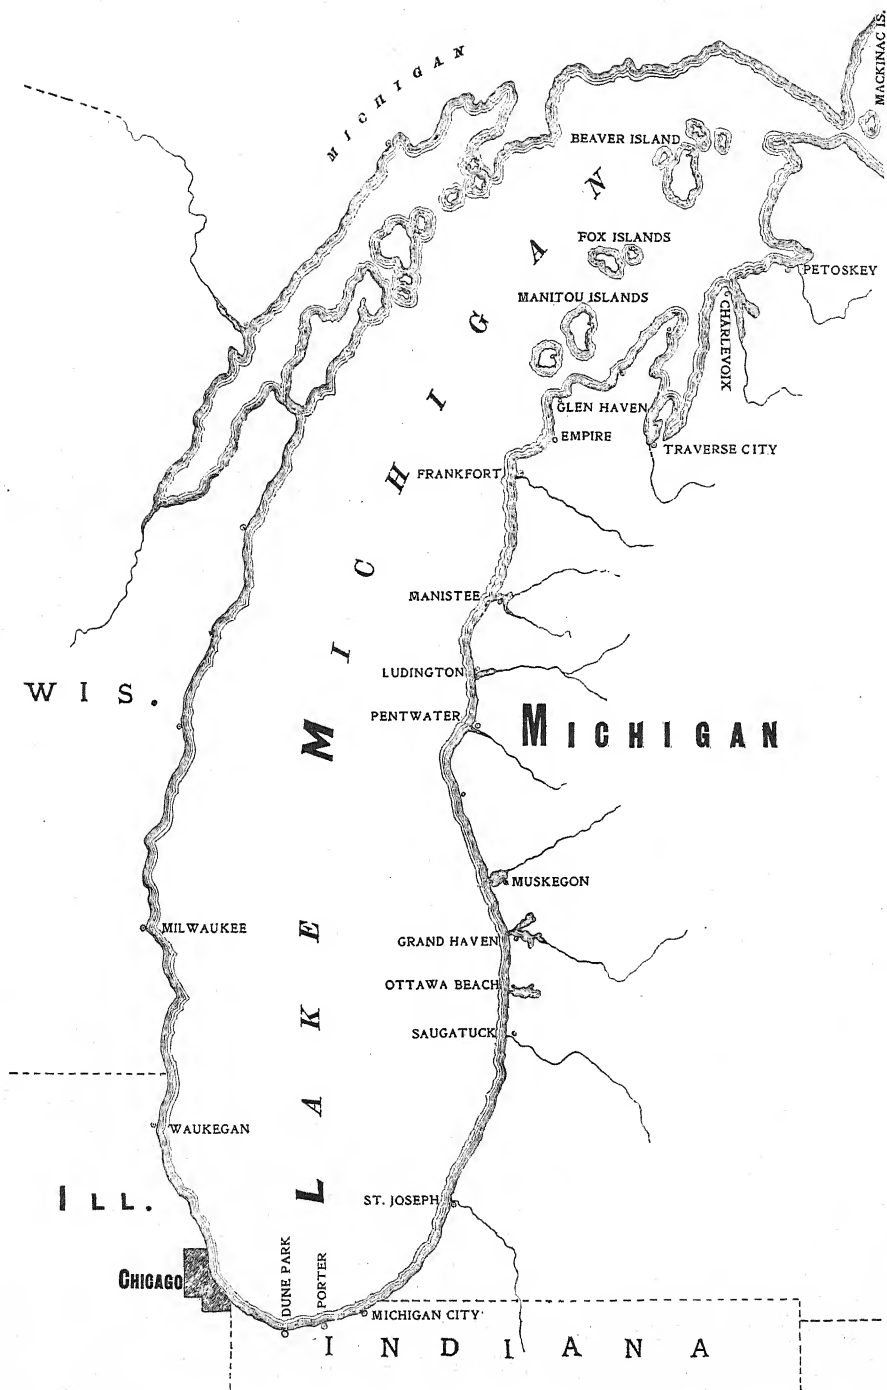 MACKINAC IS.
MICHIGAN
BEAVER ISLAND
FOX ISLANDS
PETOSKEY
MANITOU ISLANDS
CHARLEVOIX
GLEN HAVEN
EMPIRE
TRAVERSE CITY
FRANKFORT
MANISTEE
LUDINGTON
WIS.
PENTWATER
MICHIGAN
LAKE MICHIGAN
MUSKEGON
MILWAUKEE
GRAND HAVEN
OTTAWA BEACH
SAUGATUCK
WAUKEGAN
ILL.
ST. JOSEPH
CHICAGO
DUNE PARK
PORTER
MICHIGAN CITY
INDIANA